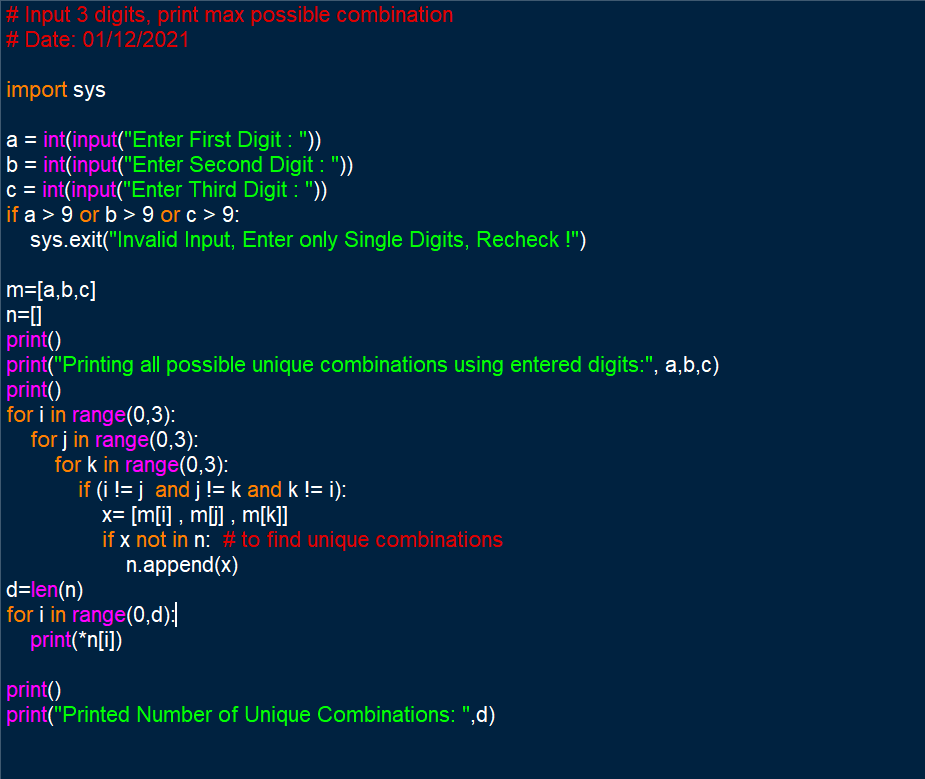 # Input 3 digits, print max possible combination
# Date: 01/12/2021

import sys

a = int(input("Enter First Digit : "))
b = int(input("Enter Second Digit : "))
c = int(input("Enter Third Digit : "))
if a > 9 or b > 9 or c > 9:
    sys.exit("Invalid Input, Enter only Single Digits, Recheck !")

m=[a,b,c]
n=[]
print()
print("Printing all possible unique combinations using entered digits:", a,b,c)
print()
for i in range(0,3):
    for j in range(0,3):
        for k in range(0,3):
            if (i != j  and j != k and k != i):
                x= [m[i] , m[j] , m[k]]
                if x not in n:  # to find unique combinations
                    n.append(x)
d=len(n)
for i in range(0,d):
    print(*n[i])

print()
print("Printed Number of Unique Combinations: ",d)